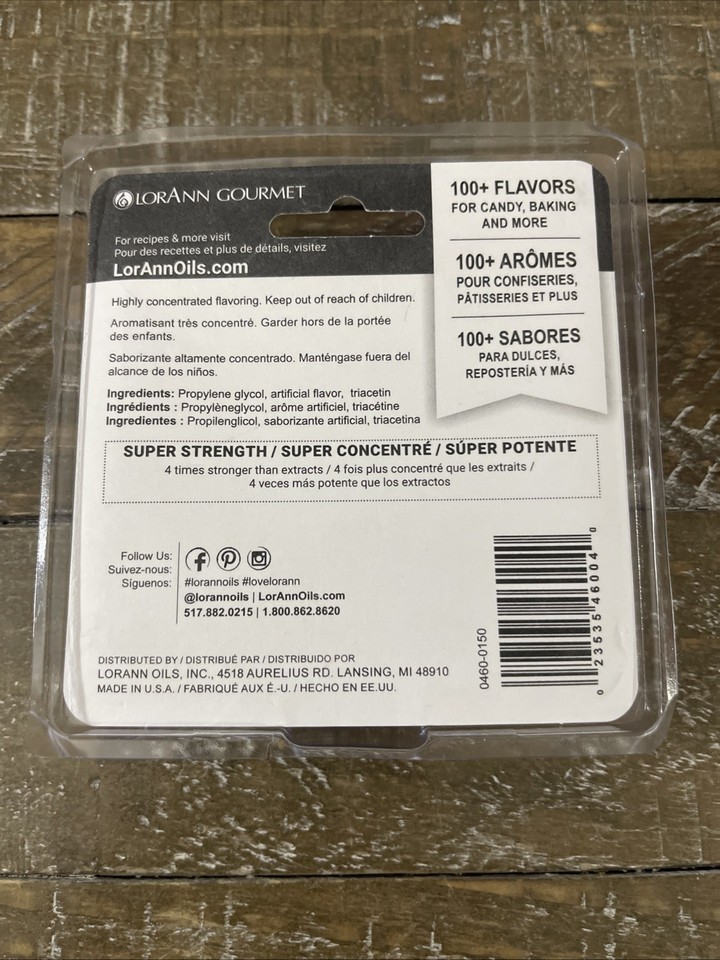 LORANN GOURMET
For recipes & more visit
Pour des recettes et plus de détails, visitez
LorAnnOils.com
100+ FLAVORS
FOR CANDY, BAKING
AND MORE
100+ ARÔMES
POUR CONFISERIES,
PÂTISSERIES ET PLUS
100+ SABORES
PARA DULCES,
REPOSTERÍA Y MÁS
Highly concentrated flavoring. Keep out of reach of children.
Aromatisant très concentré. Garder hors de la portée
des enfants.
Saborizante altamente concentrado. Manténgase fuera del
alcance de los niños.
Ingredients: Propylene glycol, artificial flavor, triacetin
Ingrédients : Propylèneglycol, arôme artificiel, triacétine
Ingredientes : Propilenglicol, saborizante artificial, triacetina
SUPER STRENGTH / SUPER CONCENTRÉ / SÚPER POTENTE
4 times stronger than extracts / 4 fois plus concentré que les extraits /
4 veces más potente que los extractos
Follow Us:
Suivez-nous:
Síguenos:
#lorannoils #lovelorann
@lorannoils | LorAnnOils.com
517.882.0215 | 1.800.862.8620
DISTRIBUTED BY / DISTRIBUÉ PAR / DISTRIBUIDO POR
LORANN OILS, INC., 4518 AURELIUS RD. LANSING, MI 48910
MADE IN U.S.A. / FABRIQUÉ AUX É.-U. / HECHO EN EE.UU.
0460-0150
0 23535 46004 0